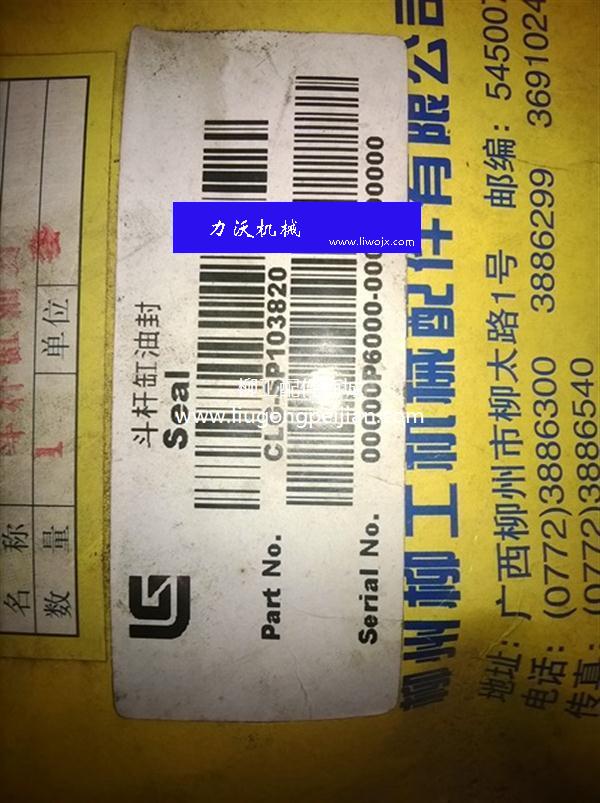 斗杆缸油封
Seal
Part No.
P103820
Serial No.
力沃机械
www.liwojx.com
www.liugongpeijian.com
名称
数量 1 单位 套
柳州柳工机械配件有限公司
地址: 广西柳州市柳太路1号 邮编: 54500
电话: (0772)3886300 3886299 3691024
传真: (0772)3886540